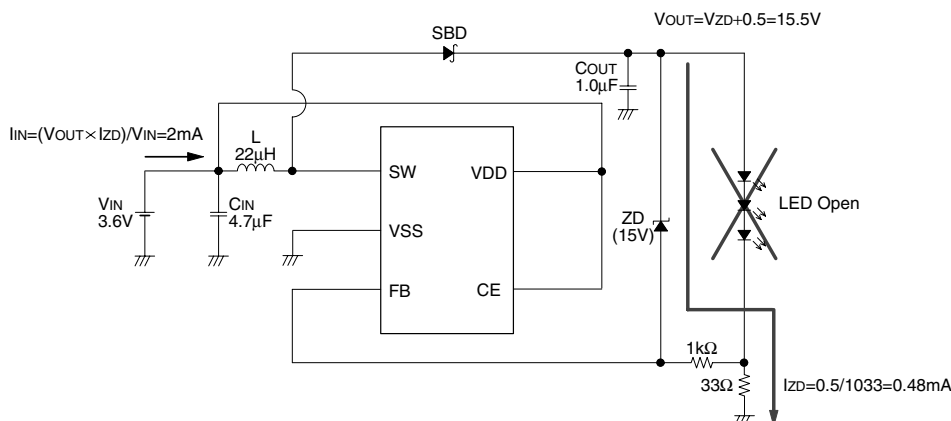 VOUT=VZD+0.5=15.5V
SBD
COUT
1.0µF
IIN=(VOUT×IZD)/VIN=2mA
L
22µH
SW
VDD
VIN
3.6V
CIN
4.7µF
LED Open
ZD
(15V)
VSS
FB
CE
1kΩ
33Ω
IZD=0.5/1033=0.48mA